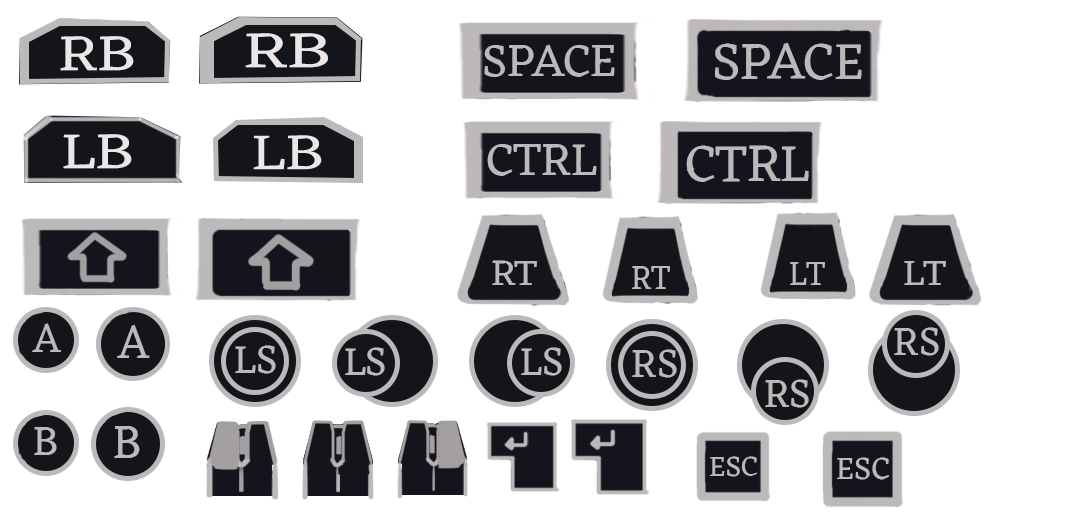 RB RB SPACE SPACE
LB LB CTRL CTRL
RT RT LT LT
A A LS LS LS RS RS RS
B B ESC ESC